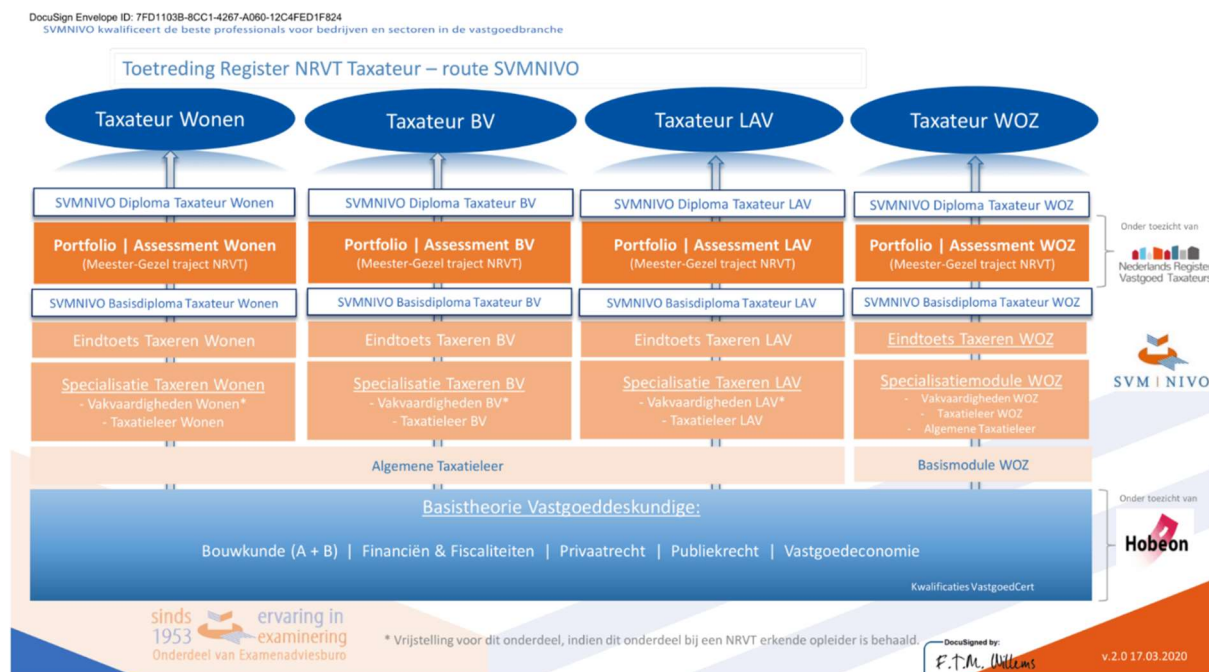 DocuSign Envelope ID: 7FD1103B-8CC1-4267-A060-12C4FED1F824
SVMNIVO kwalificeert de beste professionals voor bedrijven en sectoren in de vastgoedbranche
Toetreding Register NRVT Taxateur – route SVMNIVO
Taxateur Wonen
Taxateur BV
Taxateur LAV
Taxateur WOZ
SVMNIVO Diploma Taxateur Wonen
SVMNIVO Diploma Taxateur BV
SVMNIVO Diploma Taxateur LAV
SVMNIVO Diploma Taxateur WOZ
Portfolio | Assessment Wonen
(Meester-Gezel traject NRVT)
Portfolio | Assessment BV
(Meester-Gezel traject NRVT)
Portfolio | Assessment LAV
(Meester-Gezel traject NRVT)
Portfolio | Assessment WOZ
(Meester-Gezel traject NRVT)
Onder toezicht van
Nederlands Register
Vastgoed Taxateurs
SVMNIVO Basisdiploma Taxateur Wonen
SVMNIVO Basisdiploma Taxateur BV
SVMNIVO Basisdiploma Taxateur LAV
SVMNIVO Basisdiploma Taxateur WOZ
Eindtoets Taxeren Wonen
Eindtoets Taxeren BV
Eindtoets Taxeren LAV
Eindtoets Taxeren WOZ
SVM | NIVO
Specialisatie Taxeren Wonen
- Vakvaardigheden Wonen*
- Taxatieleer Wonen
Specialisatie Taxeren BV
- Vakvaardigheden BV*
- Taxatieleer BV
Specialisatie Taxeren LAV
- Vakvaardigheden LAV*
- Taxatieleer LAV
Specialisatiemodule WOZ
- Vakvaardigheden WOZ
- Taxatieleer WOZ
- Algemene Taxatieleer
Algemene Taxatieleer
Basismodule WOZ
Basistheorie Vastgoeddeskundige:
Bouwkunde (A + B) | Financiën & Fiscaliteiten | Privaatrecht | Publiekrecht | Vastgoedeconomie
Kwalificaties VastgoedCert
Onder toezicht van
Hobeon
sinds
1953
ervaring in
examinering
Onderdeel van Examenadviesburo
* Vrijstelling voor dit onderdeel, indien dit onderdeel bij een NRVT erkende opleider is behaald.
DocuSigned by:
F.T.M. Willems
v.2.0 17.03.2020